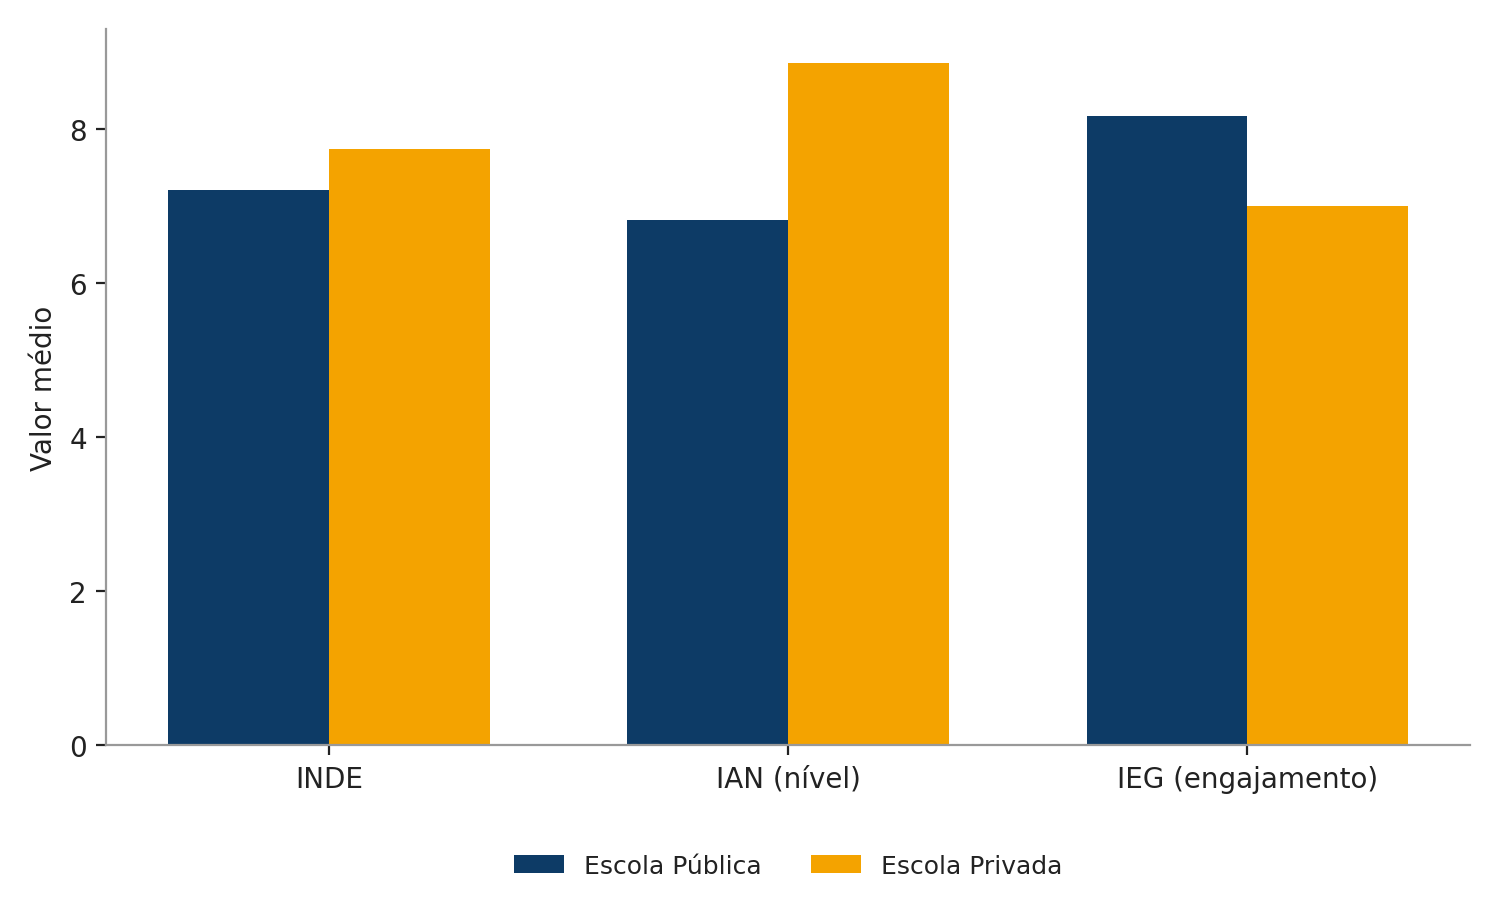 Valor médio
8
6
4
2
0
INDE
IAN (nível)
IEG (engajamento)
Escola Pública
Escola Privada